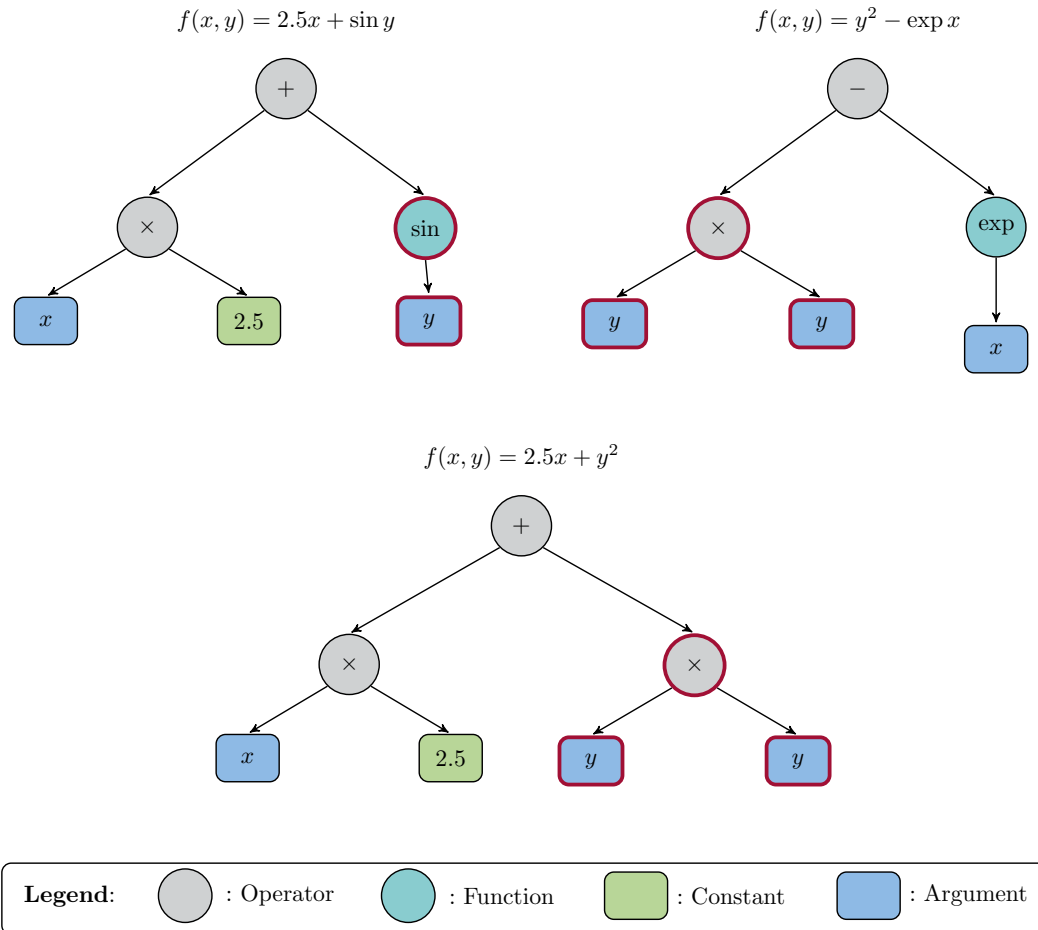 f(x, y) = 2.5x + sin y
f(x, y) = y² − exp x
+
−
×
sin
×
exp
x
2.5
y
y
y
x
f(x, y) = 2.5x + y²
+
×
×
x
2.5
y
y
Legend: : Operator : Function : Constant : Argument